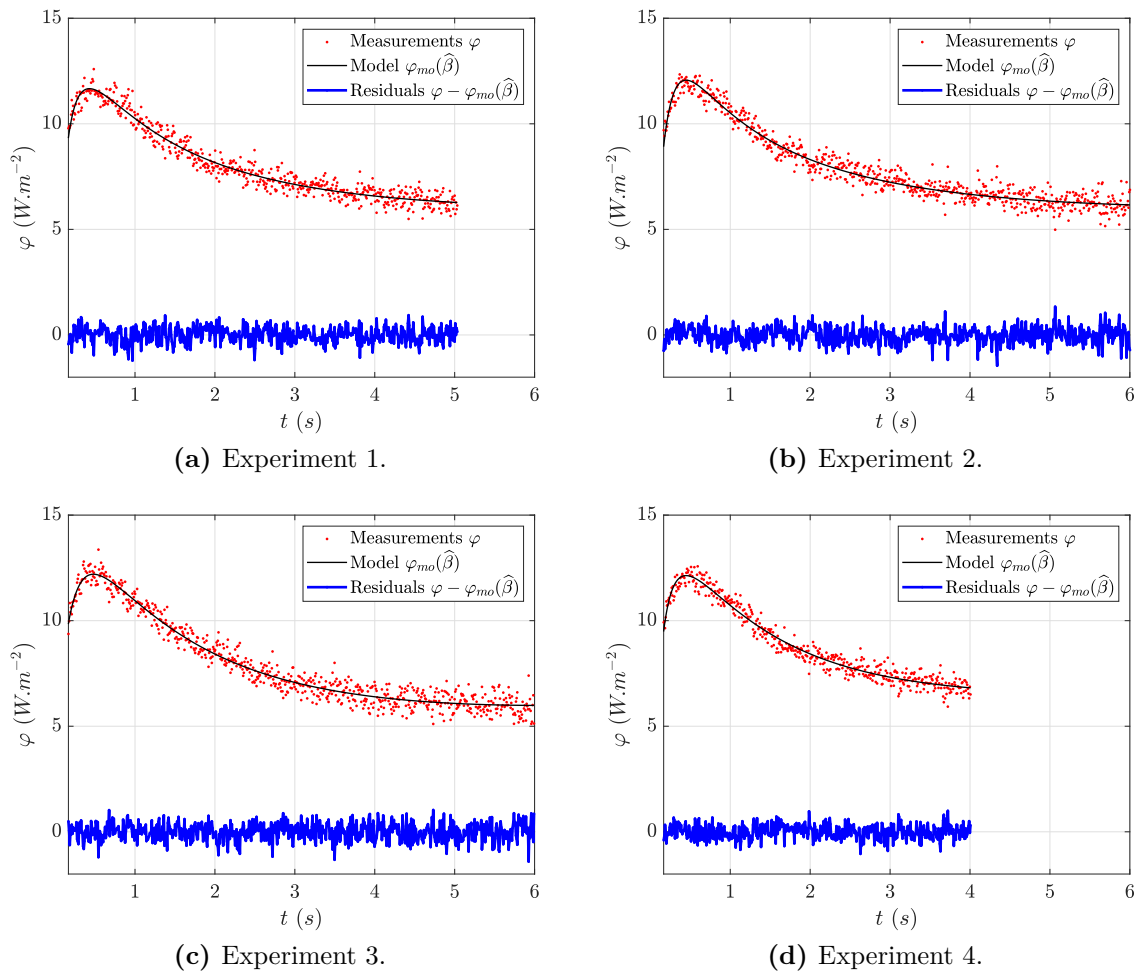 15
10
5
0
φ (W.m⁻²)
Measurements φ
Model φ_mo(β̂)
Residuals φ − φ_mo(β̂)
1 2 3 4 5 6
t (s)
(a) Experiment 1.
15
10
5
0
φ (W.m⁻²)
Measurements φ
Model φ_mo(β̂)
Residuals φ − φ_mo(β̂)
1 2 3 4 5 6
t (s)
(b) Experiment 2.
15
10
5
0
φ (W.m⁻²)
Measurements φ
Model φ_mo(β̂)
Residuals φ − φ_mo(β̂)
1 2 3 4 5 6
t (s)
(c) Experiment 3.
15
10
5
0
φ (W.m⁻²)
Measurements φ
Model φ_mo(β̂)
Residuals φ − φ_mo(β̂)
1 2 3 4 5 6
t (s)
(d) Experiment 4.